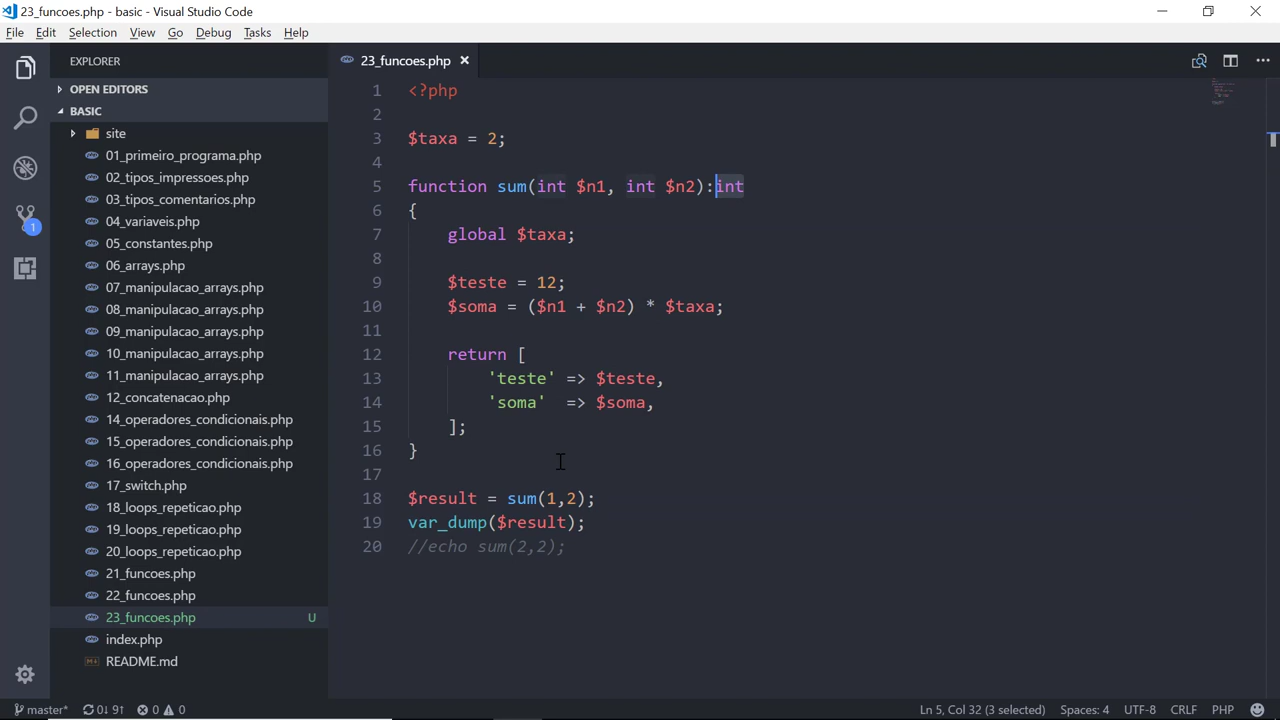 23_funcoes.php - basic - Visual Studio Code
File Edit Selection View Go Debug Tasks Help
EXPLORER
OPEN EDITORS
BASIC
site
01_primeiro_programa.php
02_tipos_impressoes.php
03_tipos_comentarios.php
04_variaveis.php
05_constantes.php
06_arrays.php
07_manipulacao_arrays.php
08_manipulacao_arrays.php
09_manipulacao_arrays.php
10_manipulacao_arrays.php
11_manipulacao_arrays.php
12_concatenacao.php
14_operadores_condicionais.php
15_operadores_condicionais.php
16_operadores_condicionais.php
17_switch.php
18_loops_repeticao.php
19_loops_repeticao.php
20_loops_repeticao.php
21_funcoes.php
22_funcoes.php
23_funcoes.php U
index.php
README.md
1
23_funcoes.php
1 <?php
2
3 $taxa = 2;
4
5 function sum(int $n1, int $n2):int
6 {
7 global $taxa;
8
9 $teste = 12;
10 $soma = ($n1 + $n2) * $taxa;
11
12 return [
13 'teste' => $teste,
14 'soma' => $soma,
15 ];
16 }
17
18 $result = sum(1,2);
19 var_dump($result);
20 //echo sum(2,2);
master* 0↓ 9↑ 0 0 Ln 5, Col 32 (3 selected) Spaces: 4 UTF-8 CRLF PHP